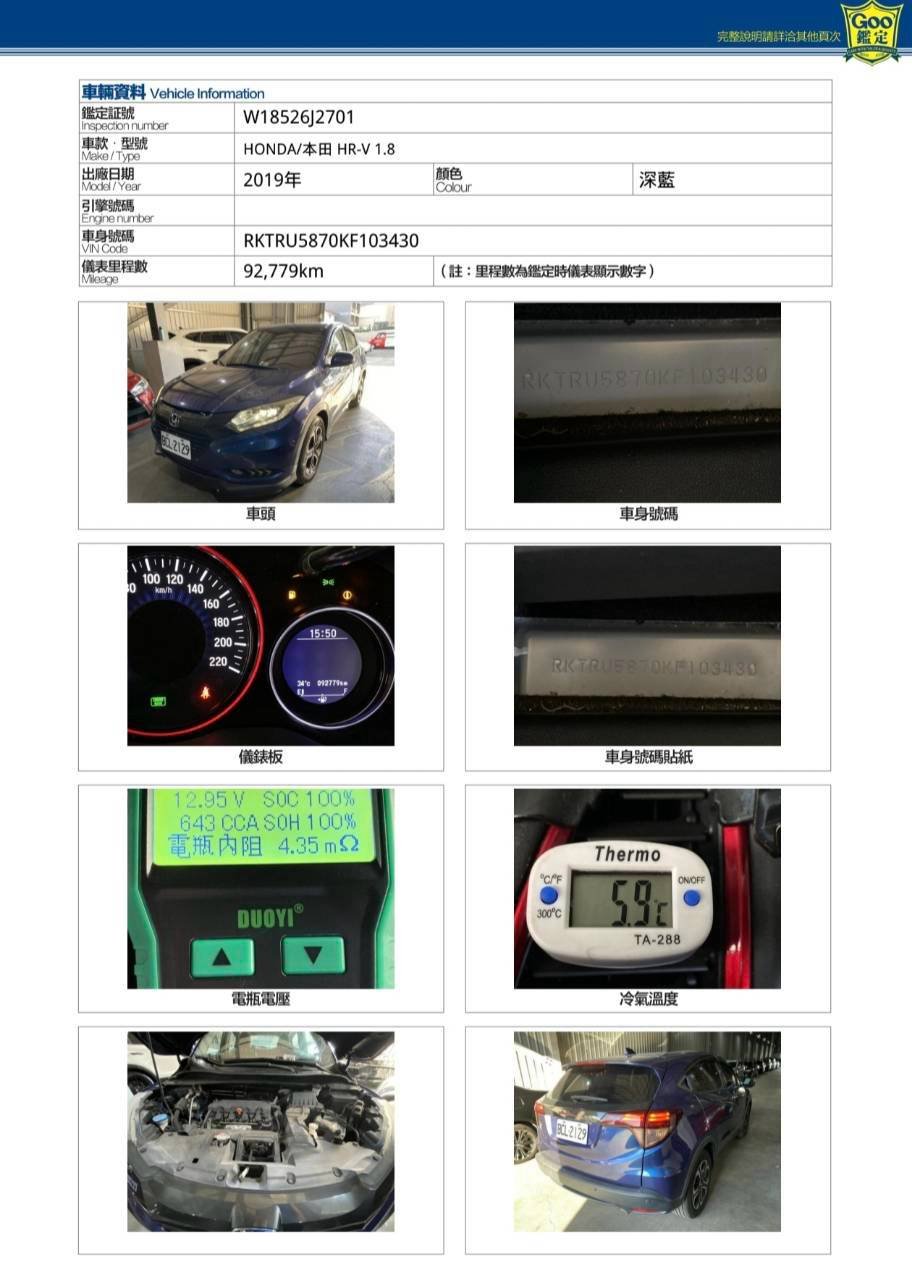 完整說明請詳洽其他頁次
Goo
鑑定
車輛資料 Vehicle Information
鑑定証號
Inspection number
W18526J2701
車款．型號
Make / Type
HONDA/本田 HR-V 1.8
出廠日期
Model / Year
2019年
顏色
Colour
深藍
引擎號碼
Engine number
車身號碼
VIN Code
RKTRU5870KF103430
儀表里程數
Mileage
92,779km
（註：里程數為鑑定時儀表顯示數字）
BCL-2129
車頭
RKTRU5870KF103430
車身號碼
80 100 120
km/h
140
160
180
200
220
15:50
34°c 092779km
E F
儀錶板
RKTRU5870KF103430
車身號碼貼紙
12.95 V SOC 100%
643 CCA SOH 100%
電瓶內阻 4.35 mΩ
DUOYI®
▲ ▼
電瓶電壓
Thermo
°C/°F
ON/OFF
5.9°C
300°C
TA-288
冷氣溫度
BCL-2129